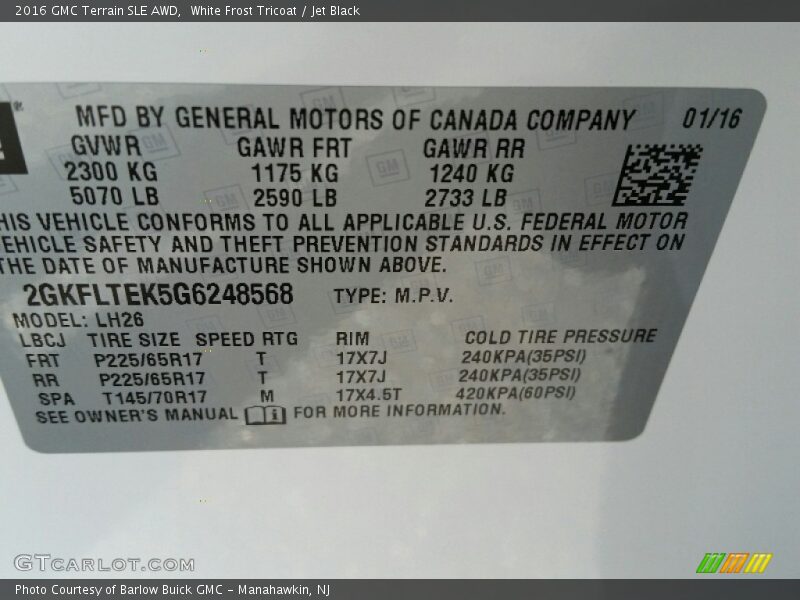 2016 GMC Terrain SLE AWD,  White Frost Tricoat / Jet Black
MFD BY GENERAL MOTORS OF CANADA COMPANY 01/16
GVWR GAWR FRT GAWR RR
2300 KG 1175 KG 1240 KG
5070 LB 2590 LB 2733 LB
HIS VEHICLE CONFORMS TO ALL APPLICABLE U.S. FEDERAL MOTOR
EHICLE SAFETY AND THEFT PREVENTION STANDARDS IN EFFECT ON
THE DATE OF MANUFACTURE SHOWN ABOVE.
2GKFLTEK5G6248568 TYPE: M.P.V.
MODEL: LH26
LBCJ TIRE SIZE SPEED RTG RIM COLD TIRE PRESSURE
FRT P225/65R17 T 17X7J 240KPA(35PSI)
RR P225/65R17 T 17X7J 240KPA(35PSI)
SPA T145/70R17 M 17X4.5T 420KPA(60PSI)
SEE OWNER'S MANUAL FOR MORE INFORMATION.
GTCARLOT.COM
Photo Courtesy of Barlow Buick GMC - Manahawkin, NJ